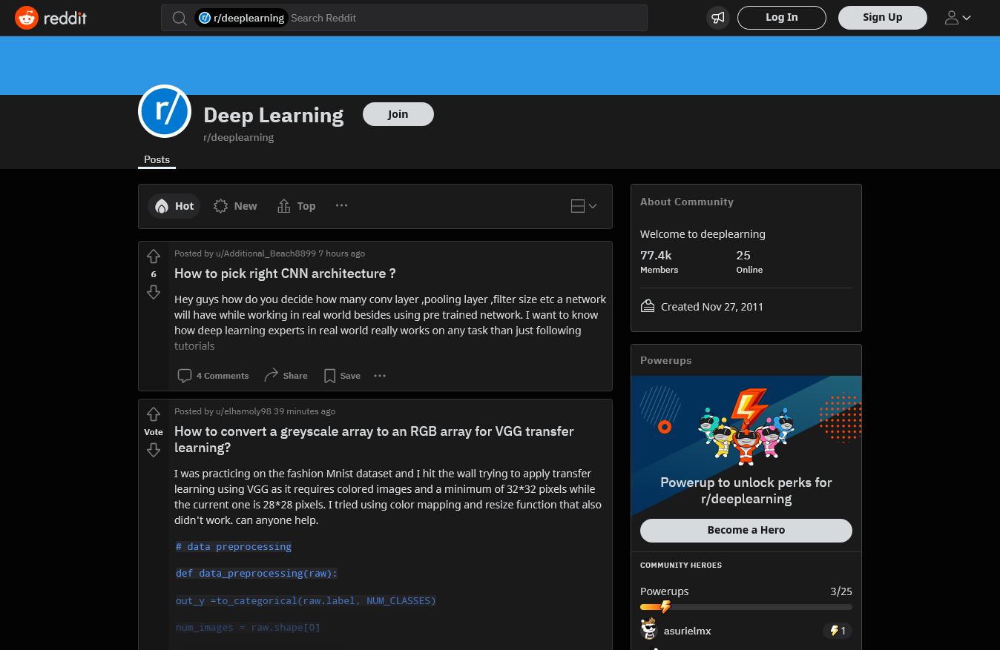 reddit
r/deeplearning Search Reddit
Log In
Sign Up
r/
Deep Learning
Join
r/deeplearning
Posts
Hot
New
Top
Posted by u/Additional_Beach8899 7 hours ago
6
How to pick right CNN architecture ?
Hey guys how do you decide how many conv layer ,pooling layer ,filter size etc a network
will have while working in real world besides using pre trained network. I want to know
how deep learning experts in real world really works on any task than just following
tutorials
4 Comments
Share
Save
Posted by u/elhamoly98 39 minutes ago
Vote
How to convert a greyscale array to an RGB array for VGG transfer
learning?
I was practicing on the fashion Mnist dataset and I hit the wall trying to apply transfer
learning using VGG as it requires colored images and a minimum of 32*32 pixels while
the current one is 28*28 pixels. I tried using color mapping and resize function that also
didn't work. can anyone help.
# data preprocessing
def data_preprocessing(raw):
out_y =to_categorical(raw.label, NUM_CLASSES)
num_images = raw.shape[0]
About Community
Welcome to deeplearning
77.4k
Members
25
Online
Created Nov 27, 2011
Powerups
Powerup to unlock perks for
r/deeplearning
Become a Hero
COMMUNITY HEROES
Powerups 3/25
asurielmx 1